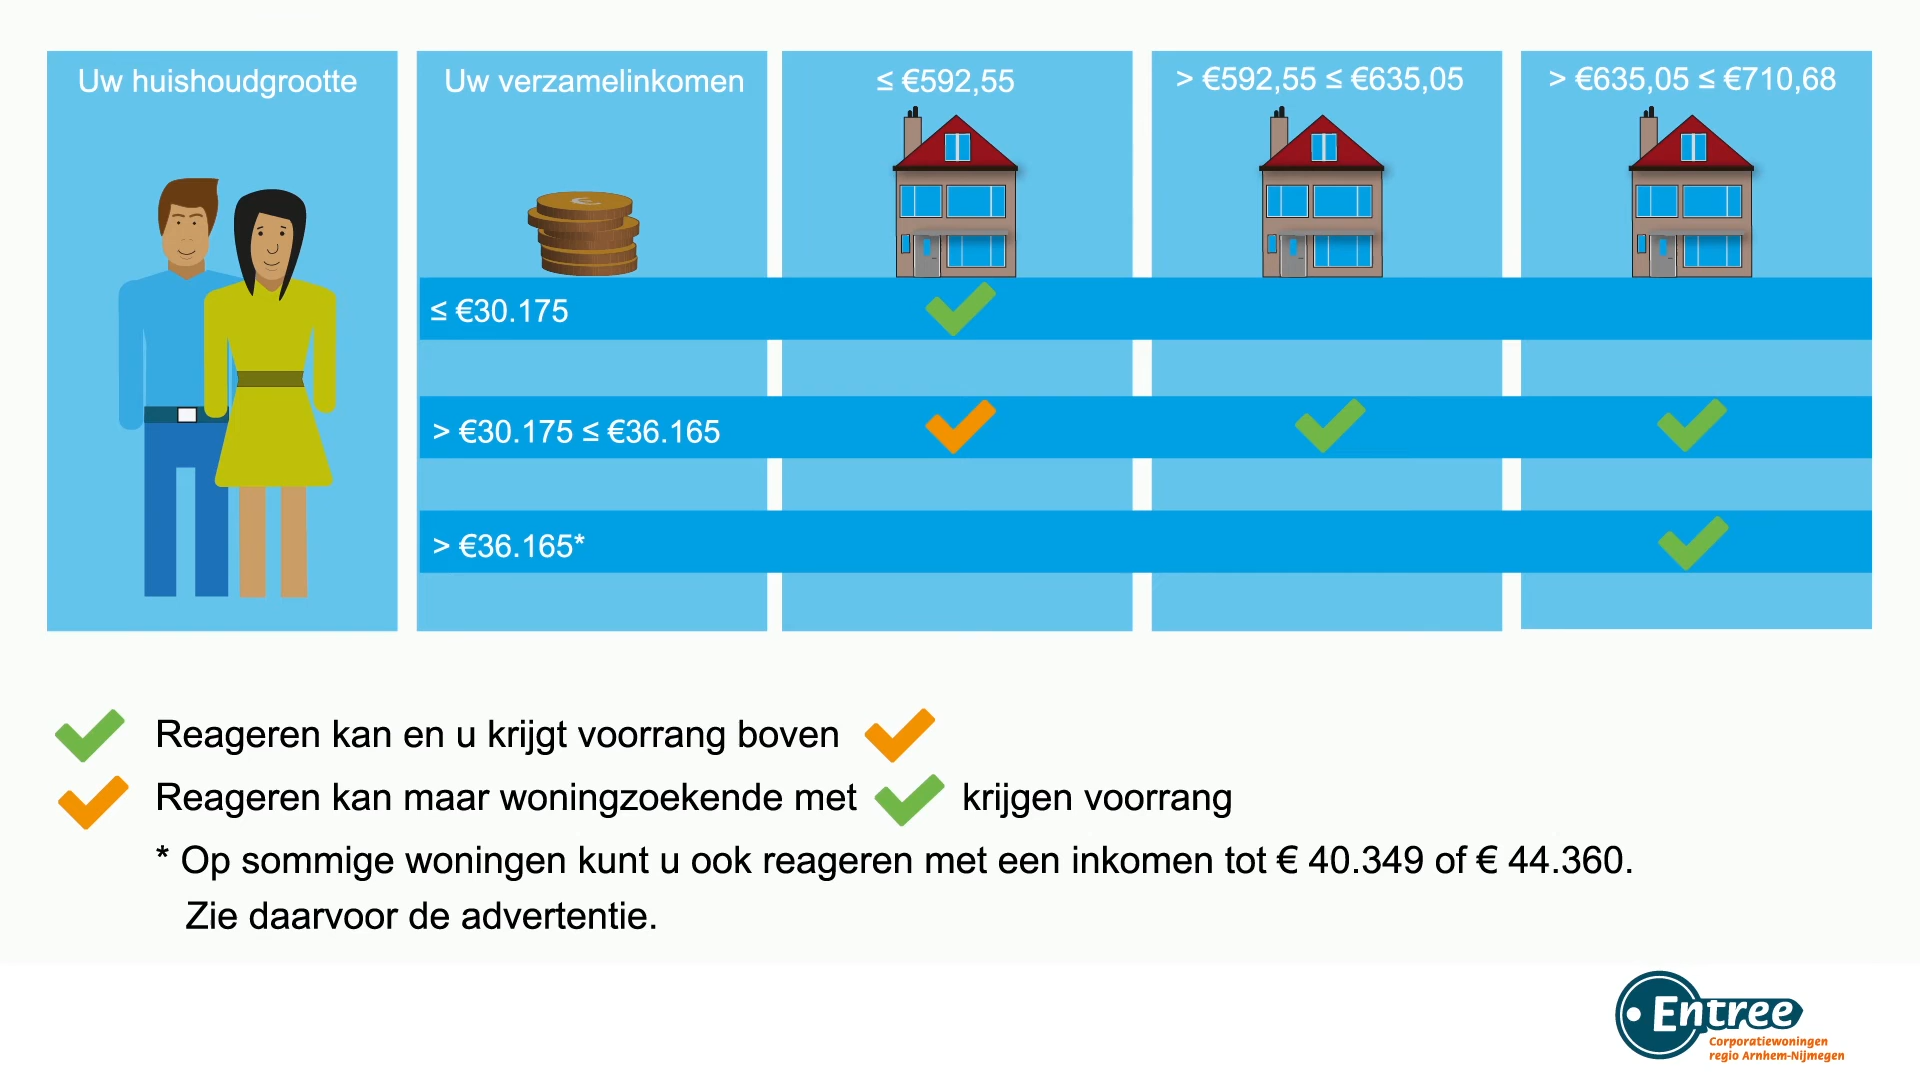 Uw huishoudgrootte
Uw verzamelinkomen
≤ €592,55
> €592,55 ≤ €635,05
> €635,05 ≤ €710,68
≤ €30.175
> €30.175 ≤ €36.165
> €36.165*
Reageren kan en u krijgt voorrang boven
Reageren kan maar woningzoekende met krijgen voorrang
* Op sommige woningen kunt u ook reageren met een inkomen tot € 40.349 of € 44.360.
Zie daarvoor de advertentie.
Entree
Corporatiewoningen
regio Arnhem-Nijmegen